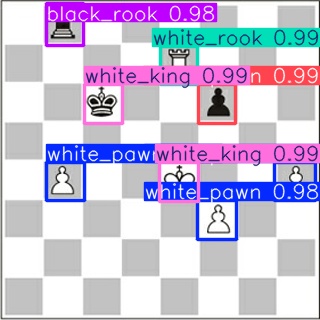 black_rook 0.98
white_rook 0.99
white_king 0.99
n 0.99
white_paw
white_king 0.99
white_pawn 0.98